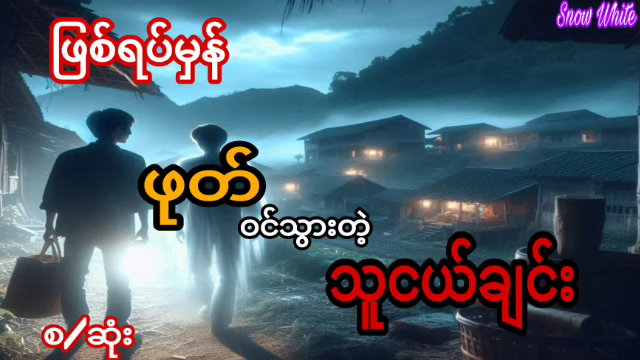 Snow White
ဖြစ်ရပ်မှန်
ဖုတ်
ဝင်သွားတဲ့
သူငယ်ချင်း
စ/ဆုံး